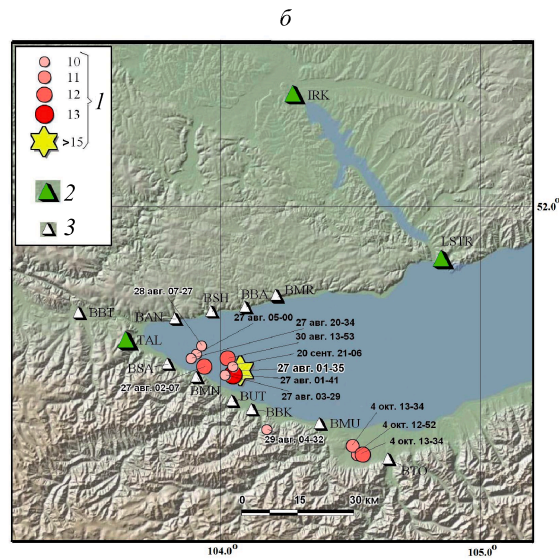 б
10
11
12
13
1
>15
2
3
IRK
52.0°
LSTR
28 авг. 07-27
BSH
BBA
BMR
BBT
BAN
27 авг. 05-00
27 авг. 20-34
TAL
30 авг. 13-53
20 сент. 21-06
BSA
27 авг. 01-35
27 авг. 02-07
BMN
27 авг. 01-41
BUT
27 авг. 03-29
BBK
4 окт. 13-34
BMU
4 окт. 12-52
29 авг. 04-32
4 окт. 13-34
BTO
0 15 30 км
104.0°
105.0°